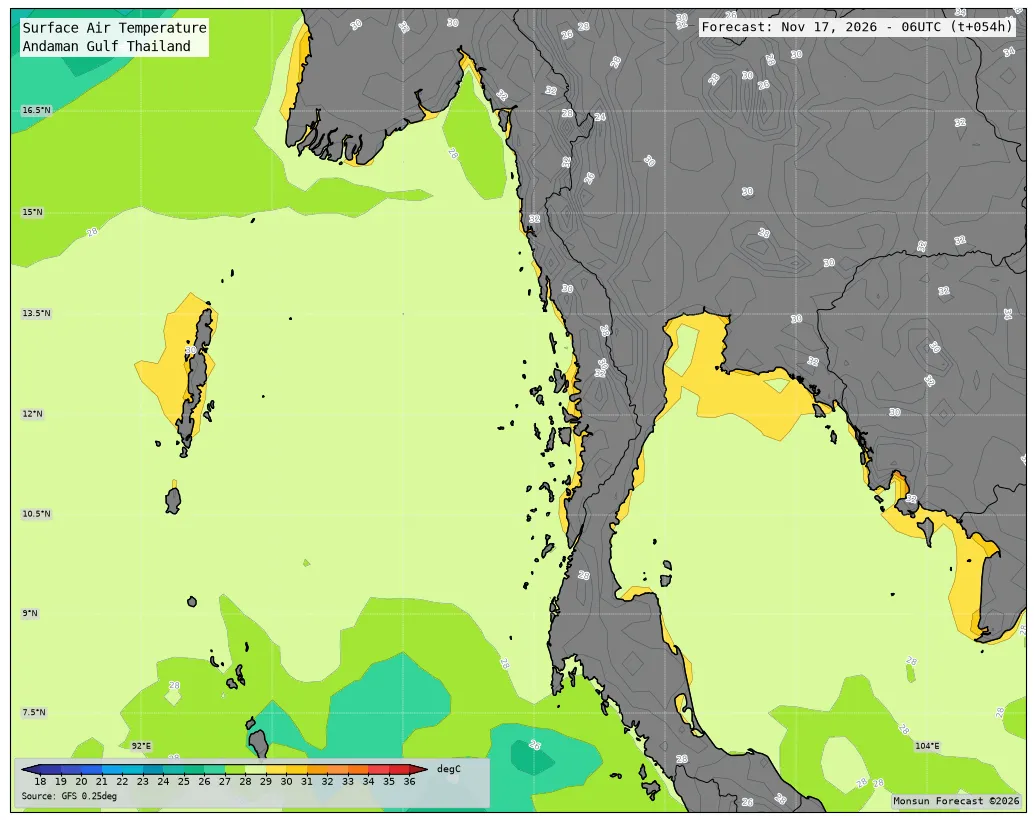 Surface Air Temperature
Andaman Gulf Thailand
Forecast: Nov 17, 2026 - 06UTC (t+054h)
16.5°N
15°N
13.5°N
12°N
10.5°N
9°N
7.5°N
92°E
104°E
degC
18 19 20 21 22 23 24 25 26 27 28 29 30 31 32 33 34 35 36
Source: GFS 0.25deg
Monsun Forecast ©2026